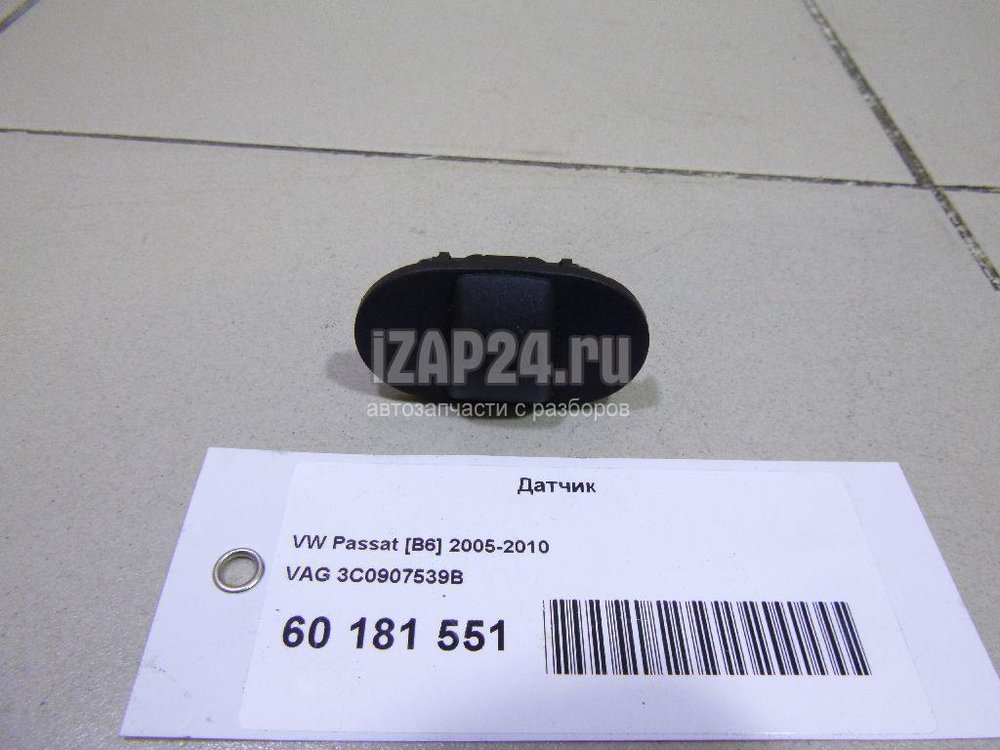 iZAP24.ru
автозапчасти с разборов
Датчик
VW Passat [B6] 2005-2010
VAG 3C0907539B
60 181 551